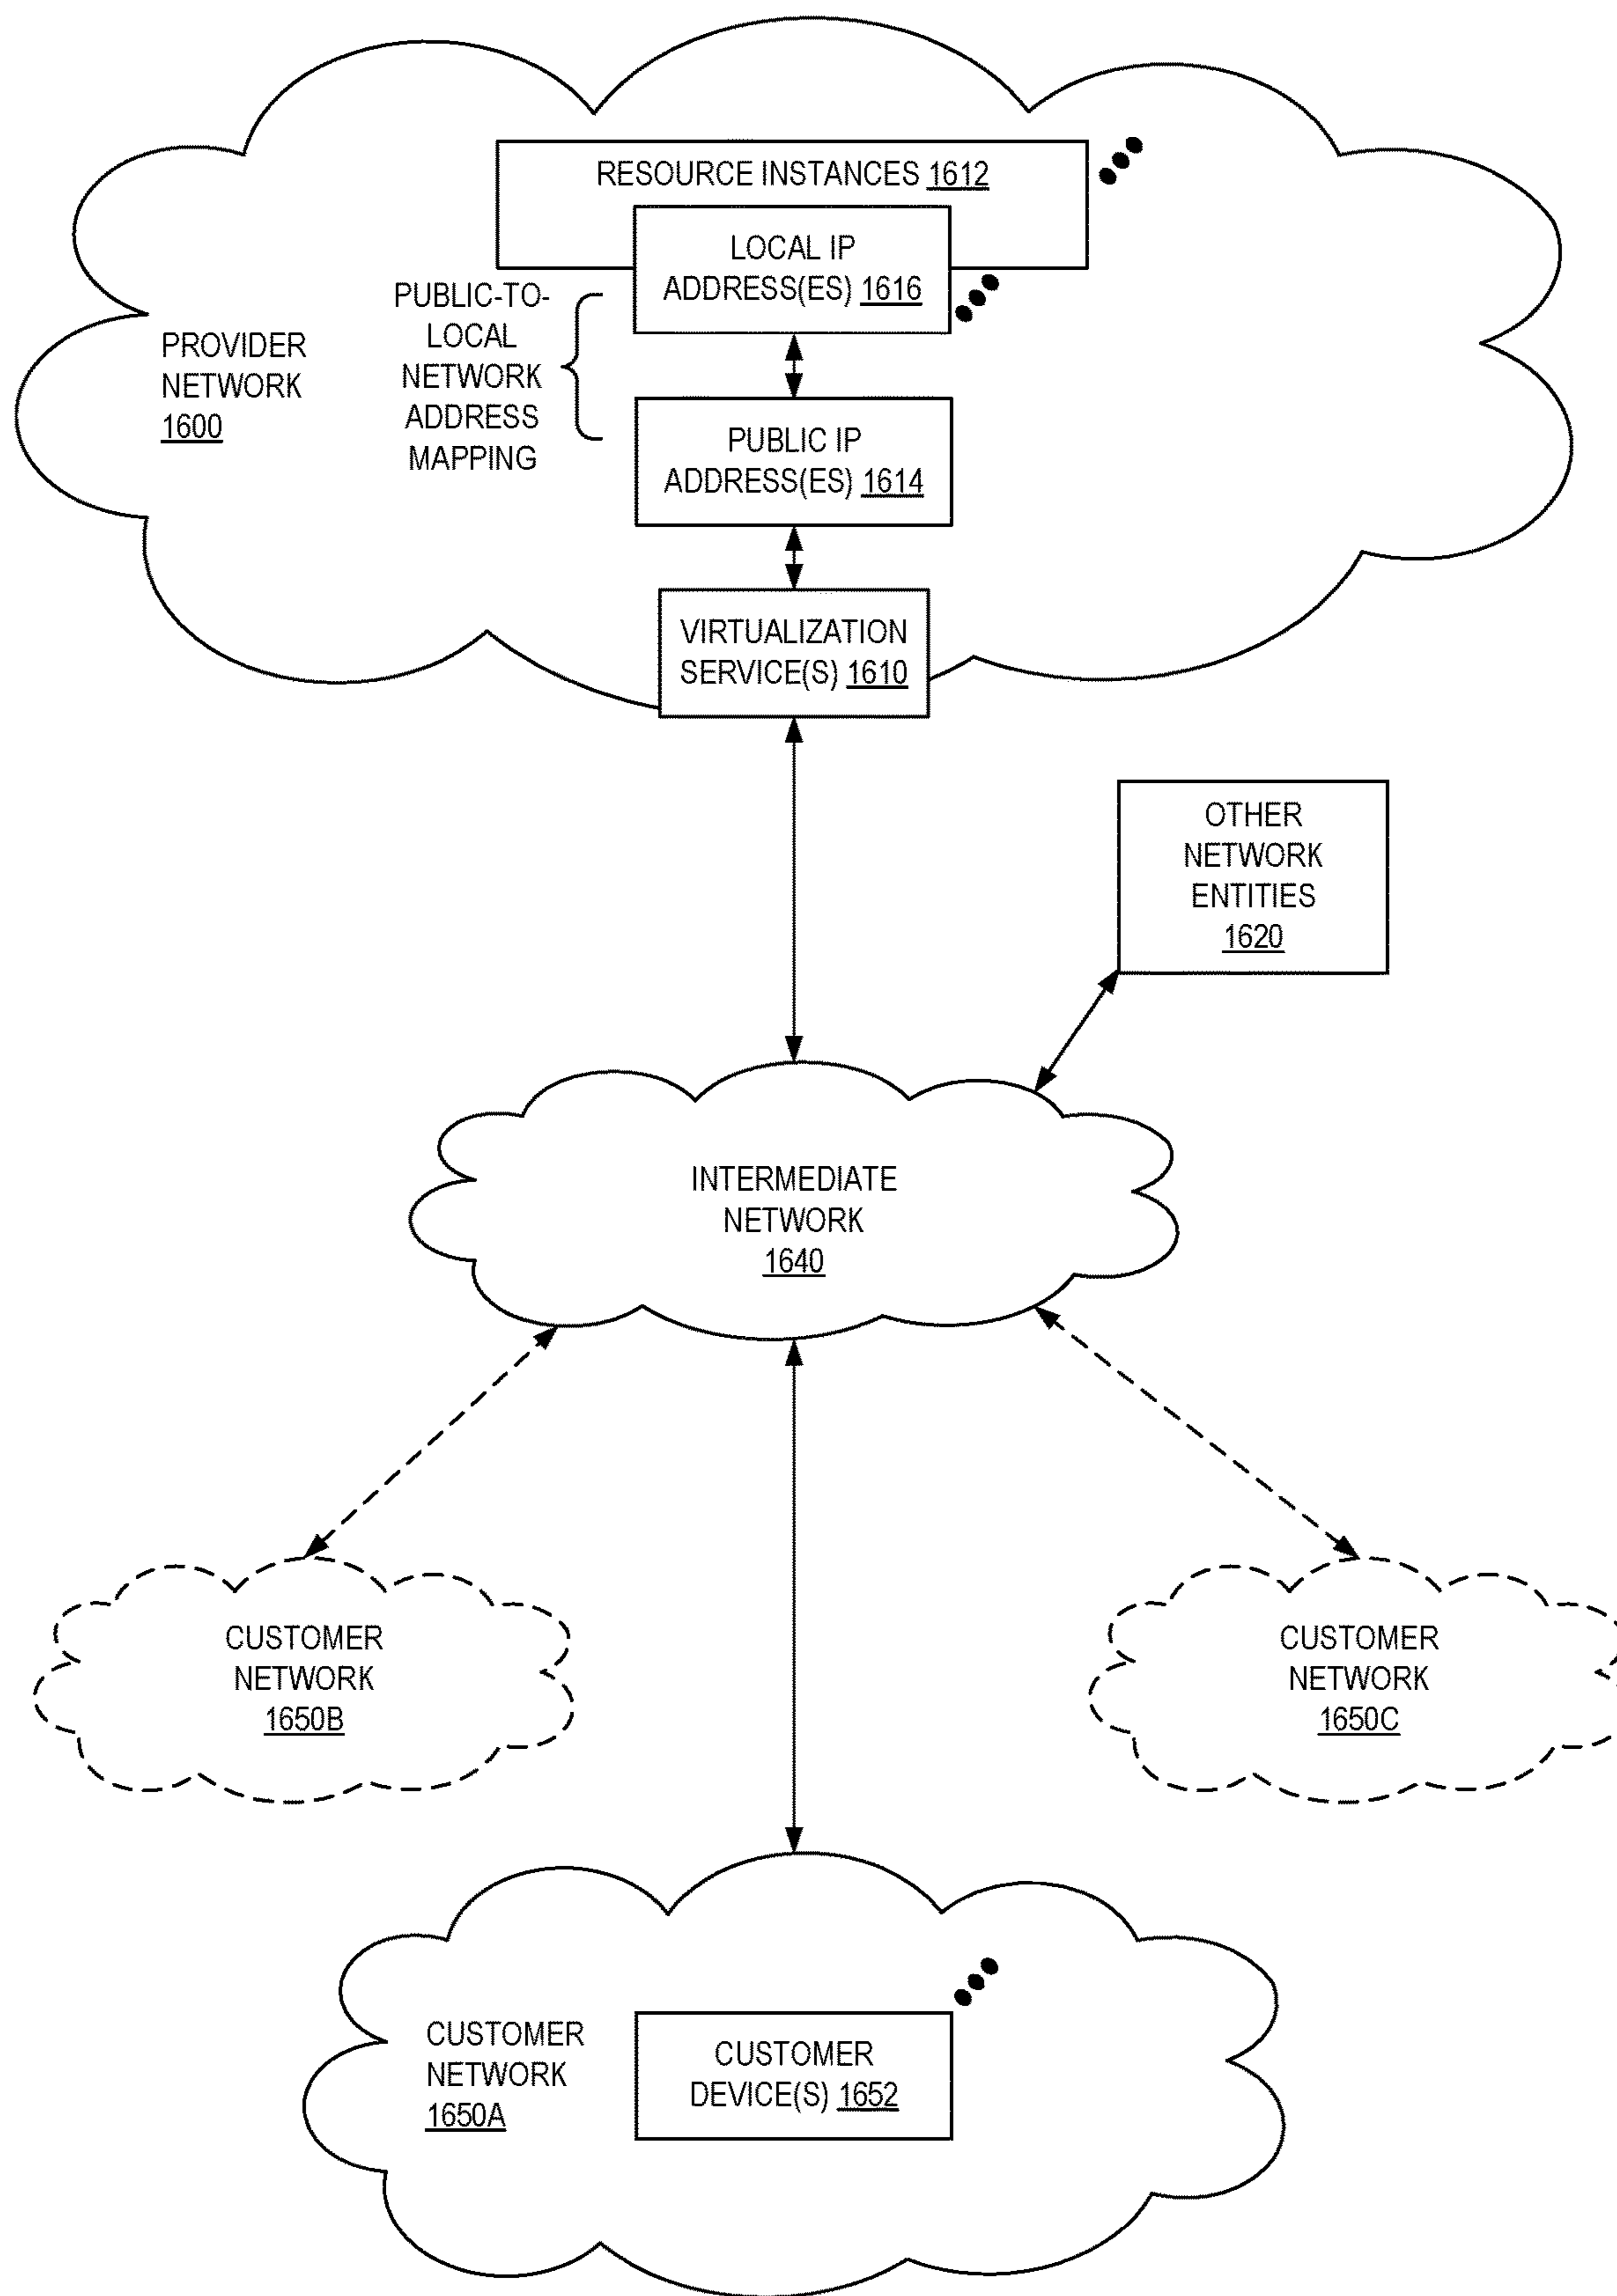 RESOURCE INSTANCES 1612
LOCAL IP
ADDRESS(ES) 1616
PUBLIC-TO-
LOCAL
NETWORK
ADDRESS
MAPPING
PROVIDER
NETWORK
1600
PUBLIC IP
ADDRESS(ES) 1614
VIRTUALIZATION
SERVICE(S) 1610
OTHER
NETWORK
ENTITIES
1620
INTERMEDIATE
NETWORK
1640
CUSTOMER
NETWORK
1650B
CUSTOMER
NETWORK
1650C
CUSTOMER
NETWORK
1650A
CUSTOMER
DEVICE(S) 1652